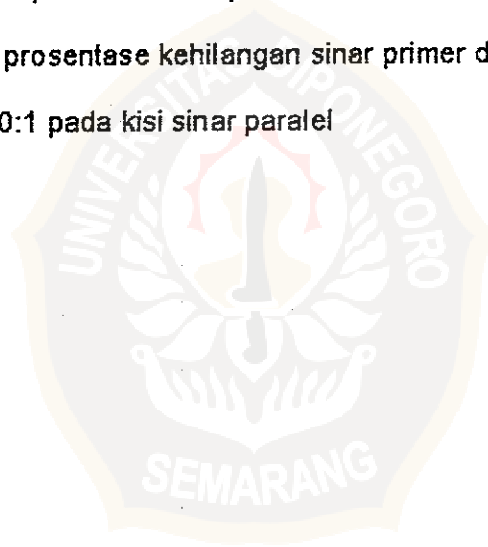 prosentase kehilangan sinar primer d
0:1 pada kisi sinar paralel
UNIVERSITAS DIPONEGORO
SEMARANG